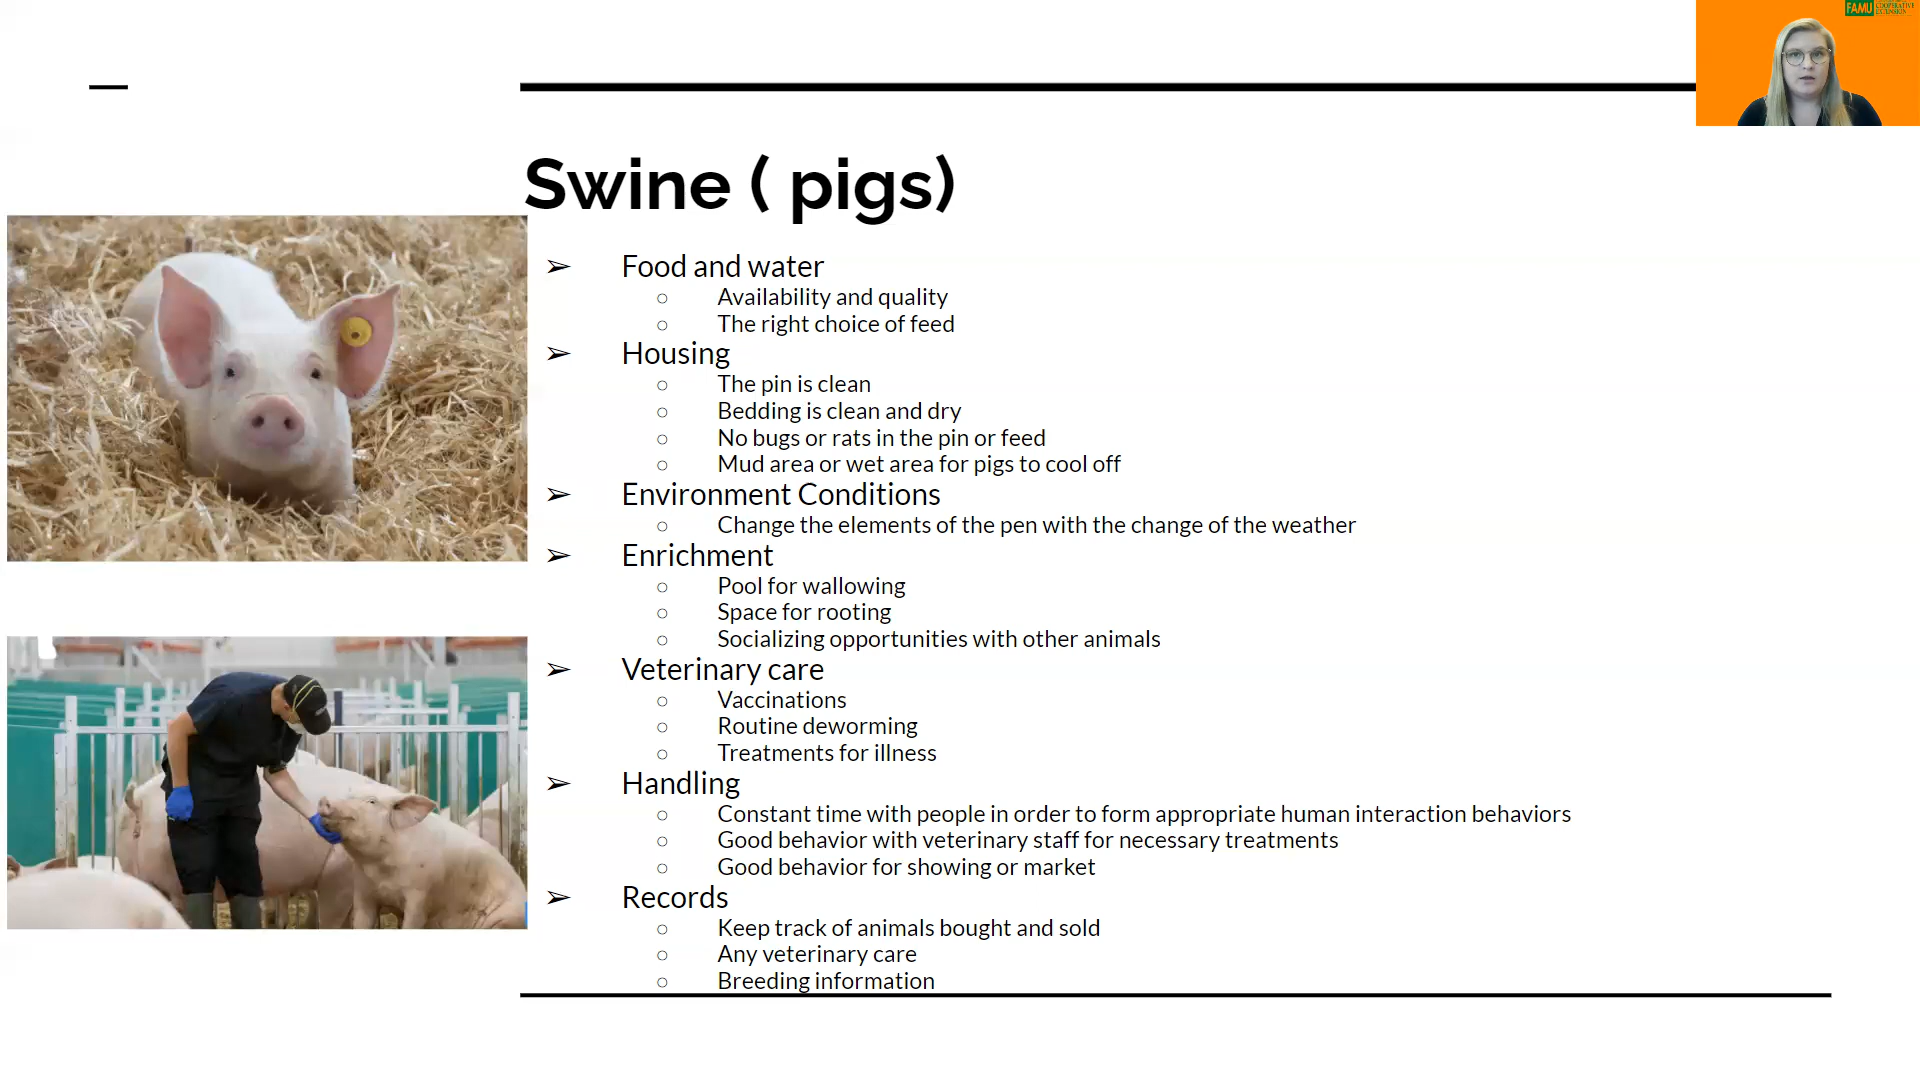 FAMU COOPERATIVE
EXTENSION
Swine ( pigs)
➢ Food and water
○ Availability and quality
○ The right choice of feed
➢ Housing
○ The pin is clean
○ Bedding is clean and dry
○ No bugs or rats in the pin or feed
○ Mud area or wet area for pigs to cool off
➢ Environment Conditions
○ Change the elements of the pen with the change of the weather
➢ Enrichment
○ Pool for wallowing
○ Space for rooting
○ Socializing opportunities with other animals
➢ Veterinary care
○ Vaccinations
○ Routine deworming
○ Treatments for illness
➢ Handling
○ Constant time with people in order to form appropriate human interaction behaviors
○ Good behavior with veterinary staff for necessary treatments
○ Good behavior for showing or market
➢ Records
○ Keep track of animals bought and sold
○ Any veterinary care
○ Breeding information